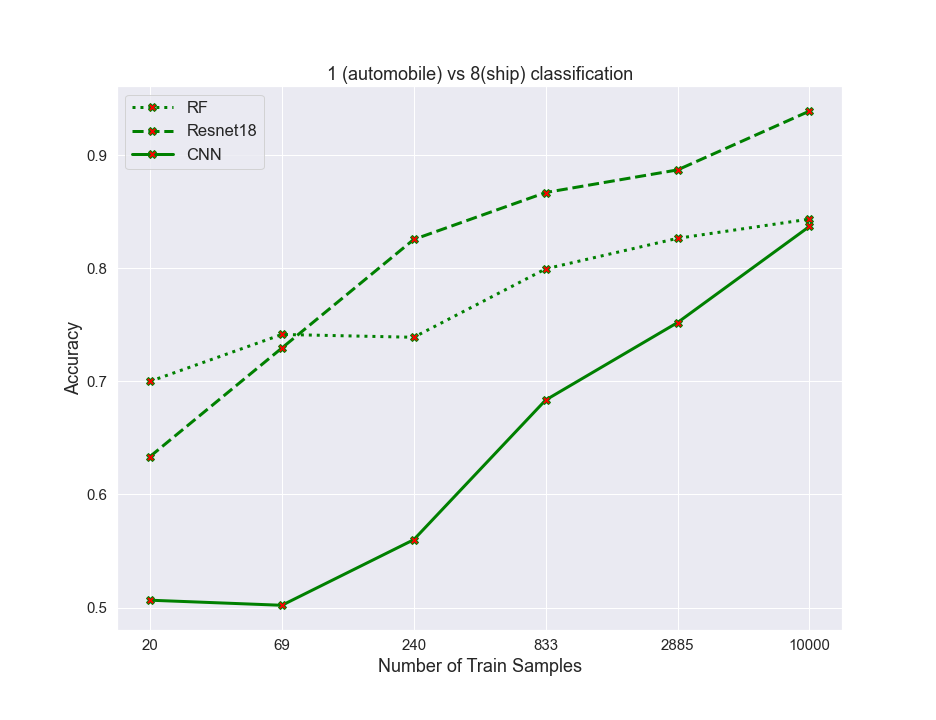 1 (automobile) vs 8(ship) classification
RF
Resnet18
CNN
0.9
0.8
0.7
0.6
0.5
Accuracy
20 69 240 833 2885 10000
Number of Train Samples